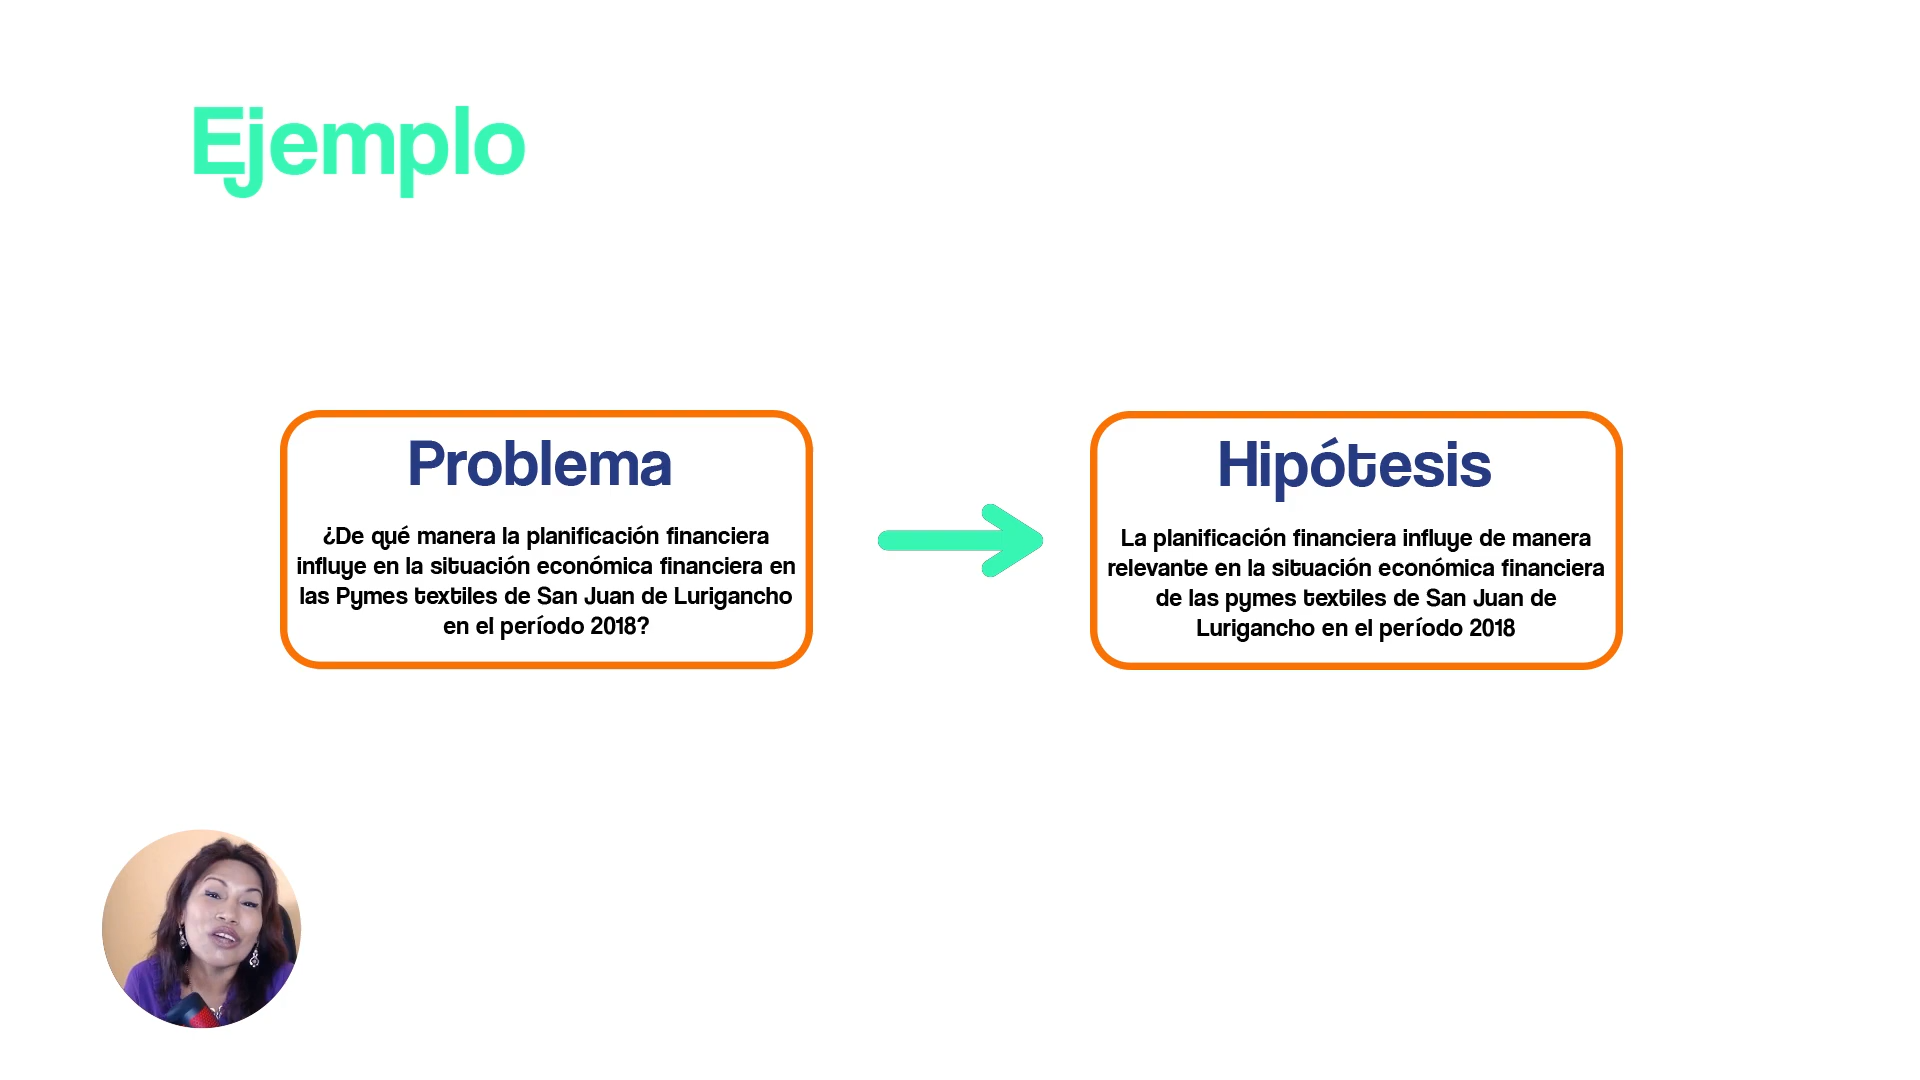 Ejemplo
Problema
¿De qué manera la planificación financiera
influye en la situación económica financiera en
las Pymes textiles de San Juan de Lurigancho
en el período 2018?
Hipótesis
La planificación financiera influye de manera
relevante en la situación económica financiera
de las pymes textiles de San Juan de
Lurigancho en el período 2018